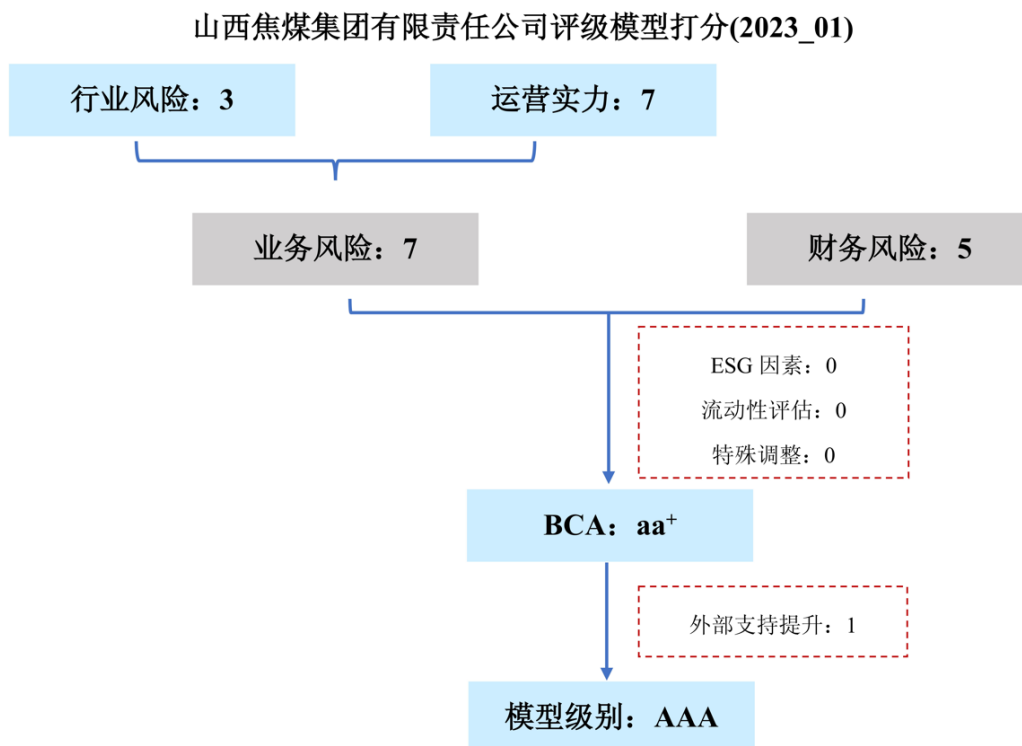 山西焦煤集团有限责任公司评级模型打分(2023_01)
行业风险：3
运营实力：7
业务风险：7
财务风险：5
ESG 因素：0
流动性评估：0
特殊调整：0
BCA：aa⁺
外部支持提升：1
模型级别：AAA